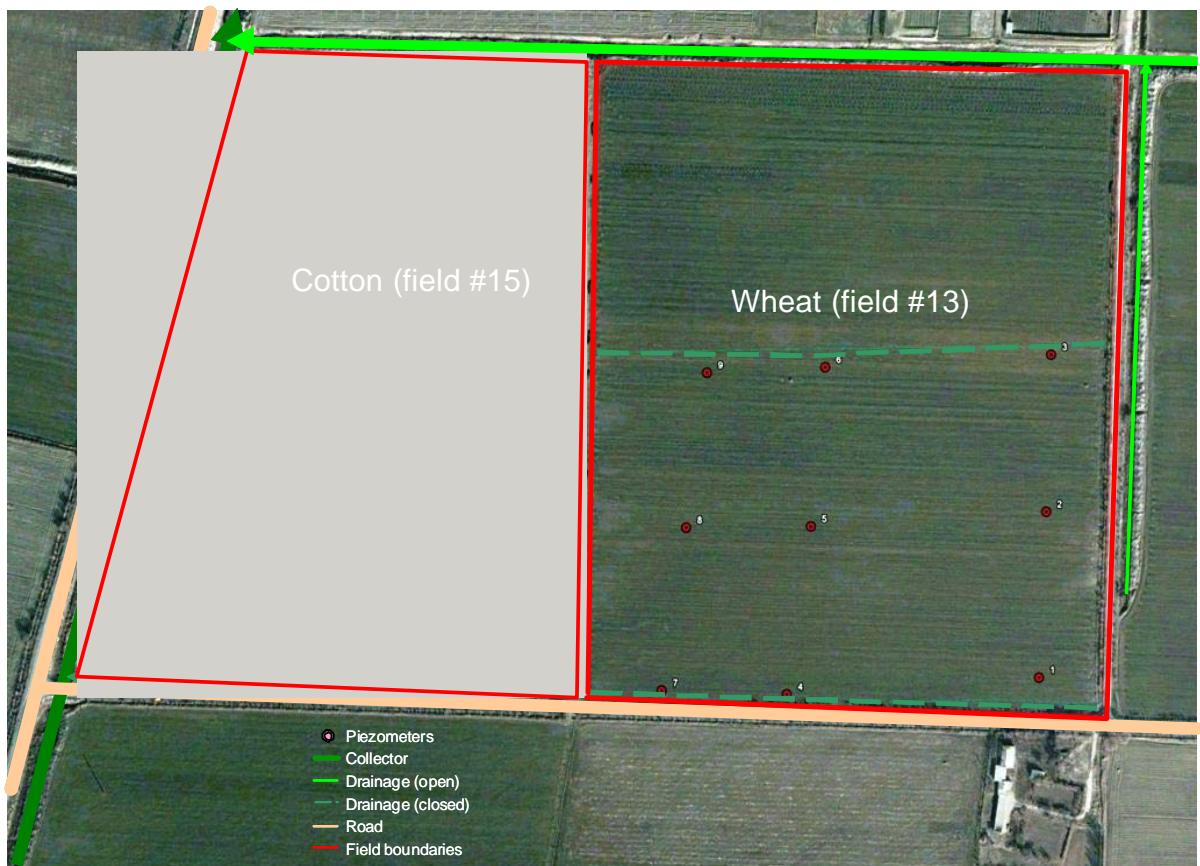 Cotton (field #15)
Wheat (field #13)
3
6
9
2
5
8
1
7
4
Piezometers
Collector
Drainage (open)
Drainage (closed)
Road
Field boundaries